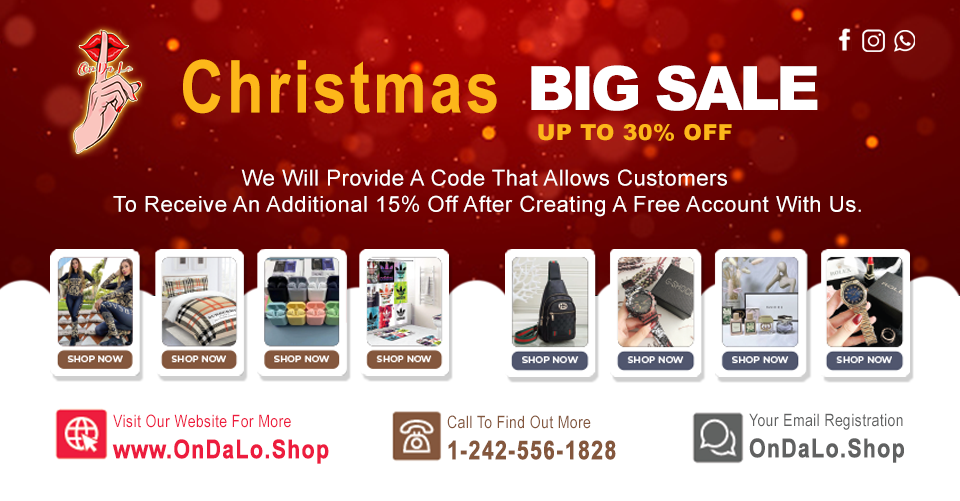 On Da Lo
Christmas BIG SALE
UP TO 30% OFF
We Will Provide A Code That Allows Customers
To Receive An Additional 15% Off After Creating A Free Account With Us.
SHOP NOW SHOP NOW SHOP NOW SHOP NOW SHOP NOW SHOP NOW SHOP NOW SHOP NOW
Visit Our Website For More
www.OnDaLo.Shop
Call To Find Out More
1-242-556-1828
Your Email Registration
OnDaLo.Shop